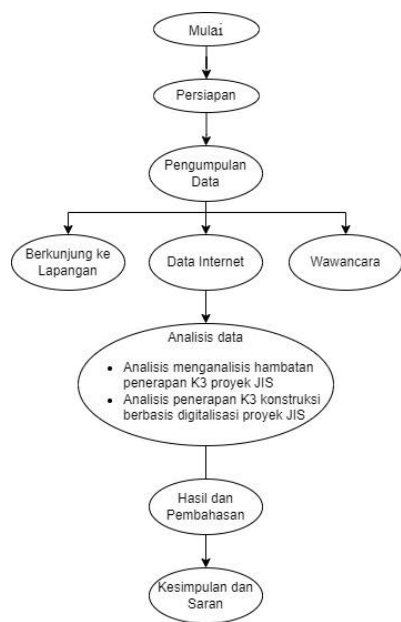 Mulai
Persiapan
Pengumpulan
Data
Berkunjung ke
Lapangan
Data Internet
Wawancara
Analisis data
• Analisis menganalisis hambatan
penerapan K3 proyek JIS
• Analisis penerapan K3 konstruksi
berbasis digitalisasi proyek JIS
Hasil dan
Pembahasan
Kesimpulan dan
Saran